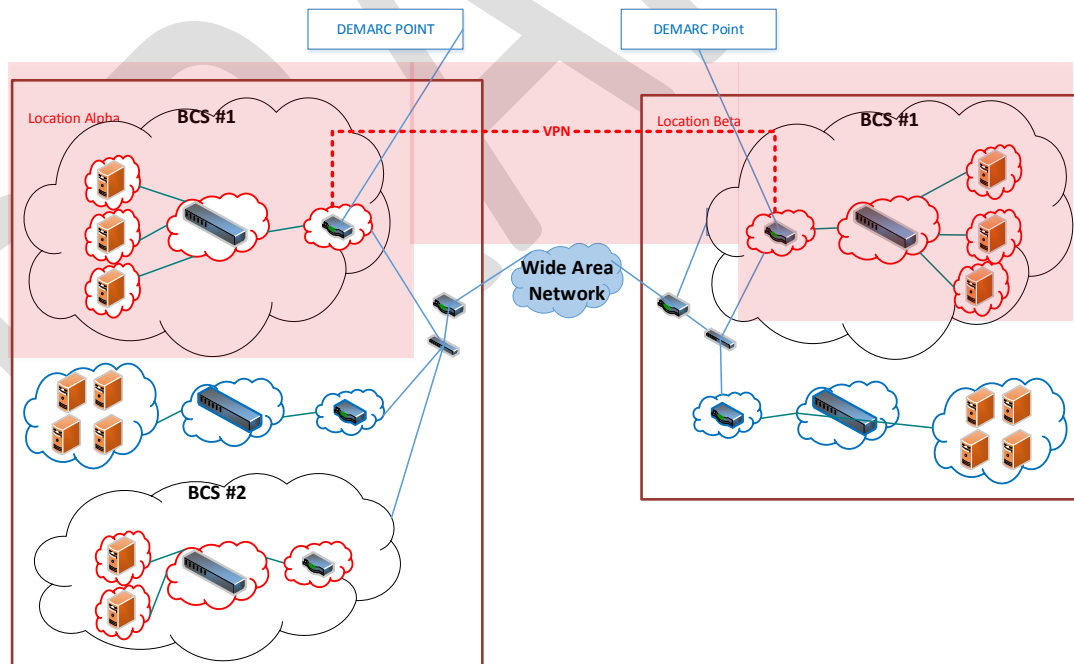 DEMARC POINT
DEMARC Point
Location Alpha
BCS #1
VPN
Location Beta
BCS #1
Wide Area
Network
BCS #2